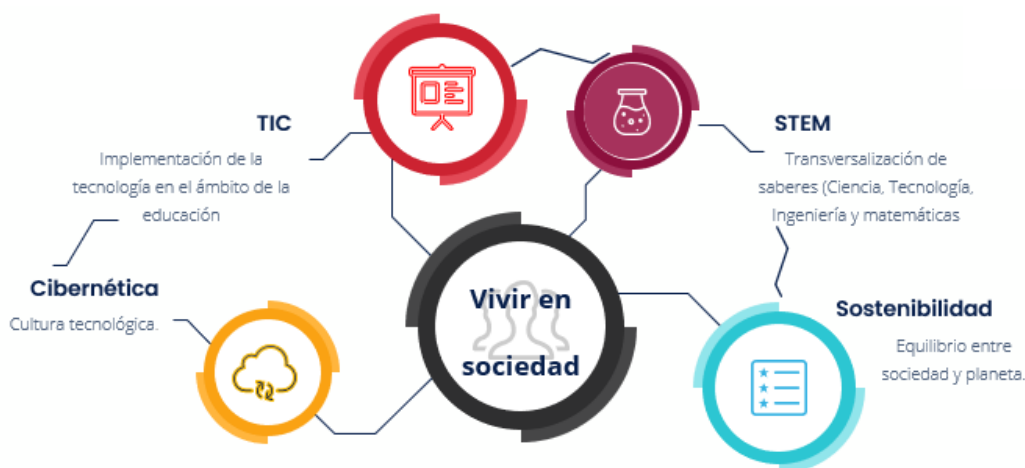 TIC
Implementación de la
tecnología en el ámbito de la
educación
STEM
Transversalización de
saberes (Ciencia, Tecnología,
Ingeniería y matemáticas
Cibernética
Cultura tecnológica.
Vivir en
sociedad
Sostenibilidad
Equilibrio entre
sociedad y planeta.